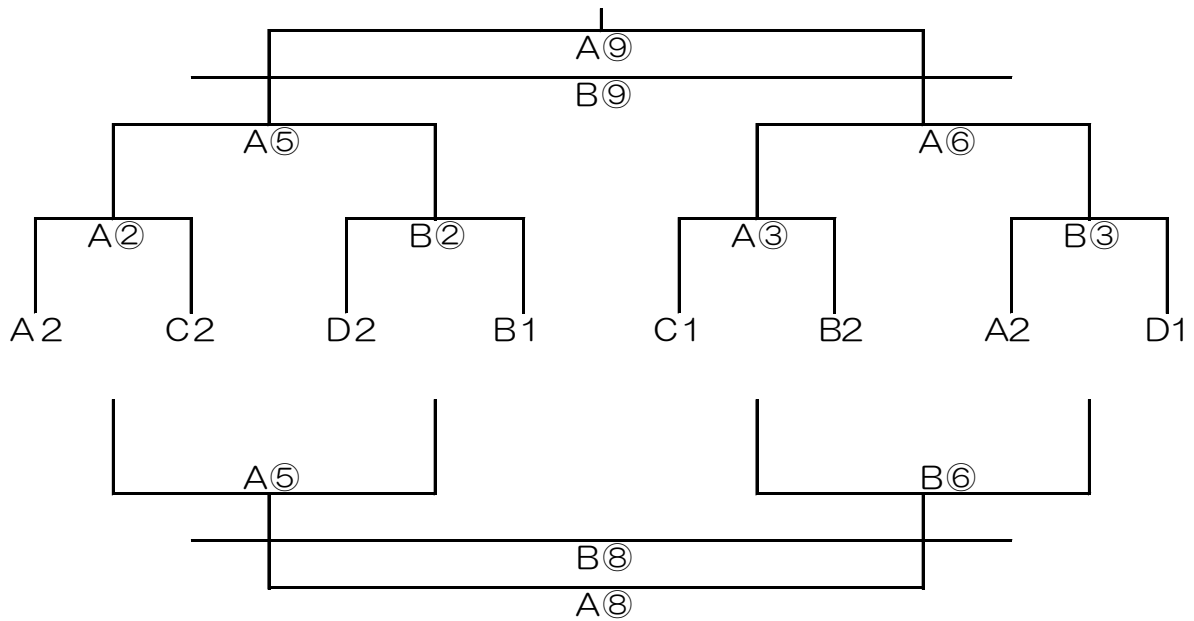 A⑨
B⑨
A⑤ A⑥
A② B② A③ B③
A2 C2 D2 B1 C1 B2 A2 D1
A⑤ B⑥
B⑧
A⑧